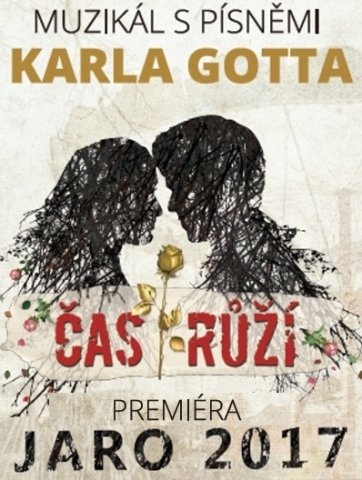 MUZIKÁL S PÍSNĚMI
KARLA GOTTA
ČAS RŮŽÍ
PREMIÉRA
JARO 2017